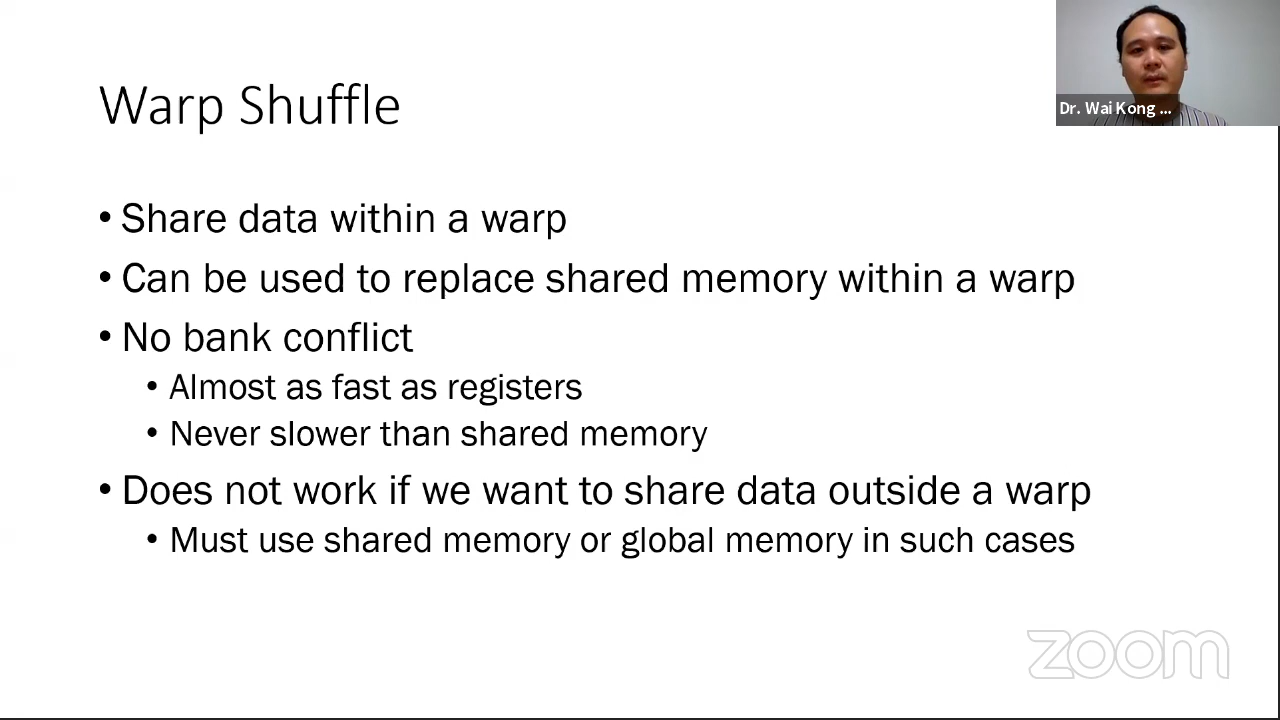 Warp Shuffle
Dr. Wai Kong ...
• Share data within a warp
• Can be used to replace shared memory within a warp
• No bank conflict
• Almost as fast as registers
• Never slower than shared memory
• Does not work if we want to share data outside a warp
• Must use shared memory or global memory in such cases
zoom